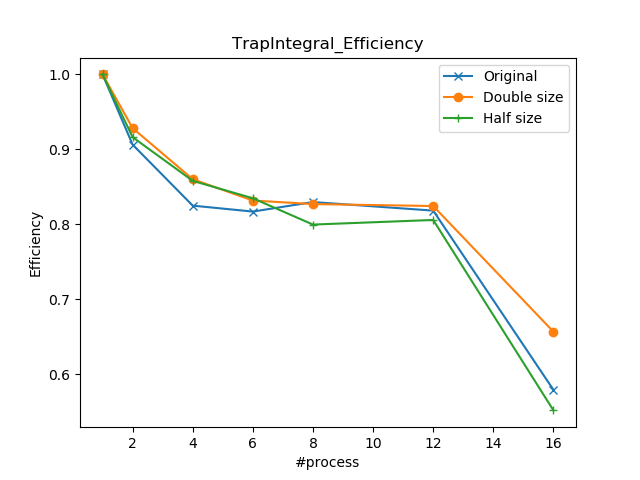 TrapIntegral_Efficiency
Original
Double size
Half size
1.0
0.9
0.8
0.7
0.6
Efficiency
2 4 6 8 10 12 14 16
#process